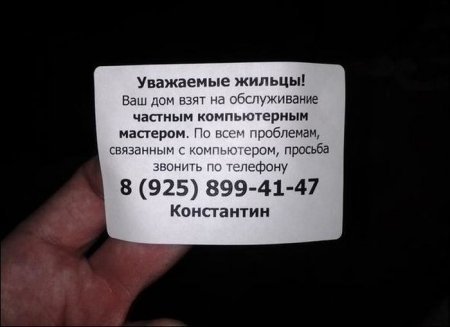 Уважаемые жильцы!
Ваш дом взят на обслуживание
частным компьютерным
мастером. По всем проблемам,
связанным с компьютером, просьба
звонить по телефону
8 (925) 899-41-47
Константин